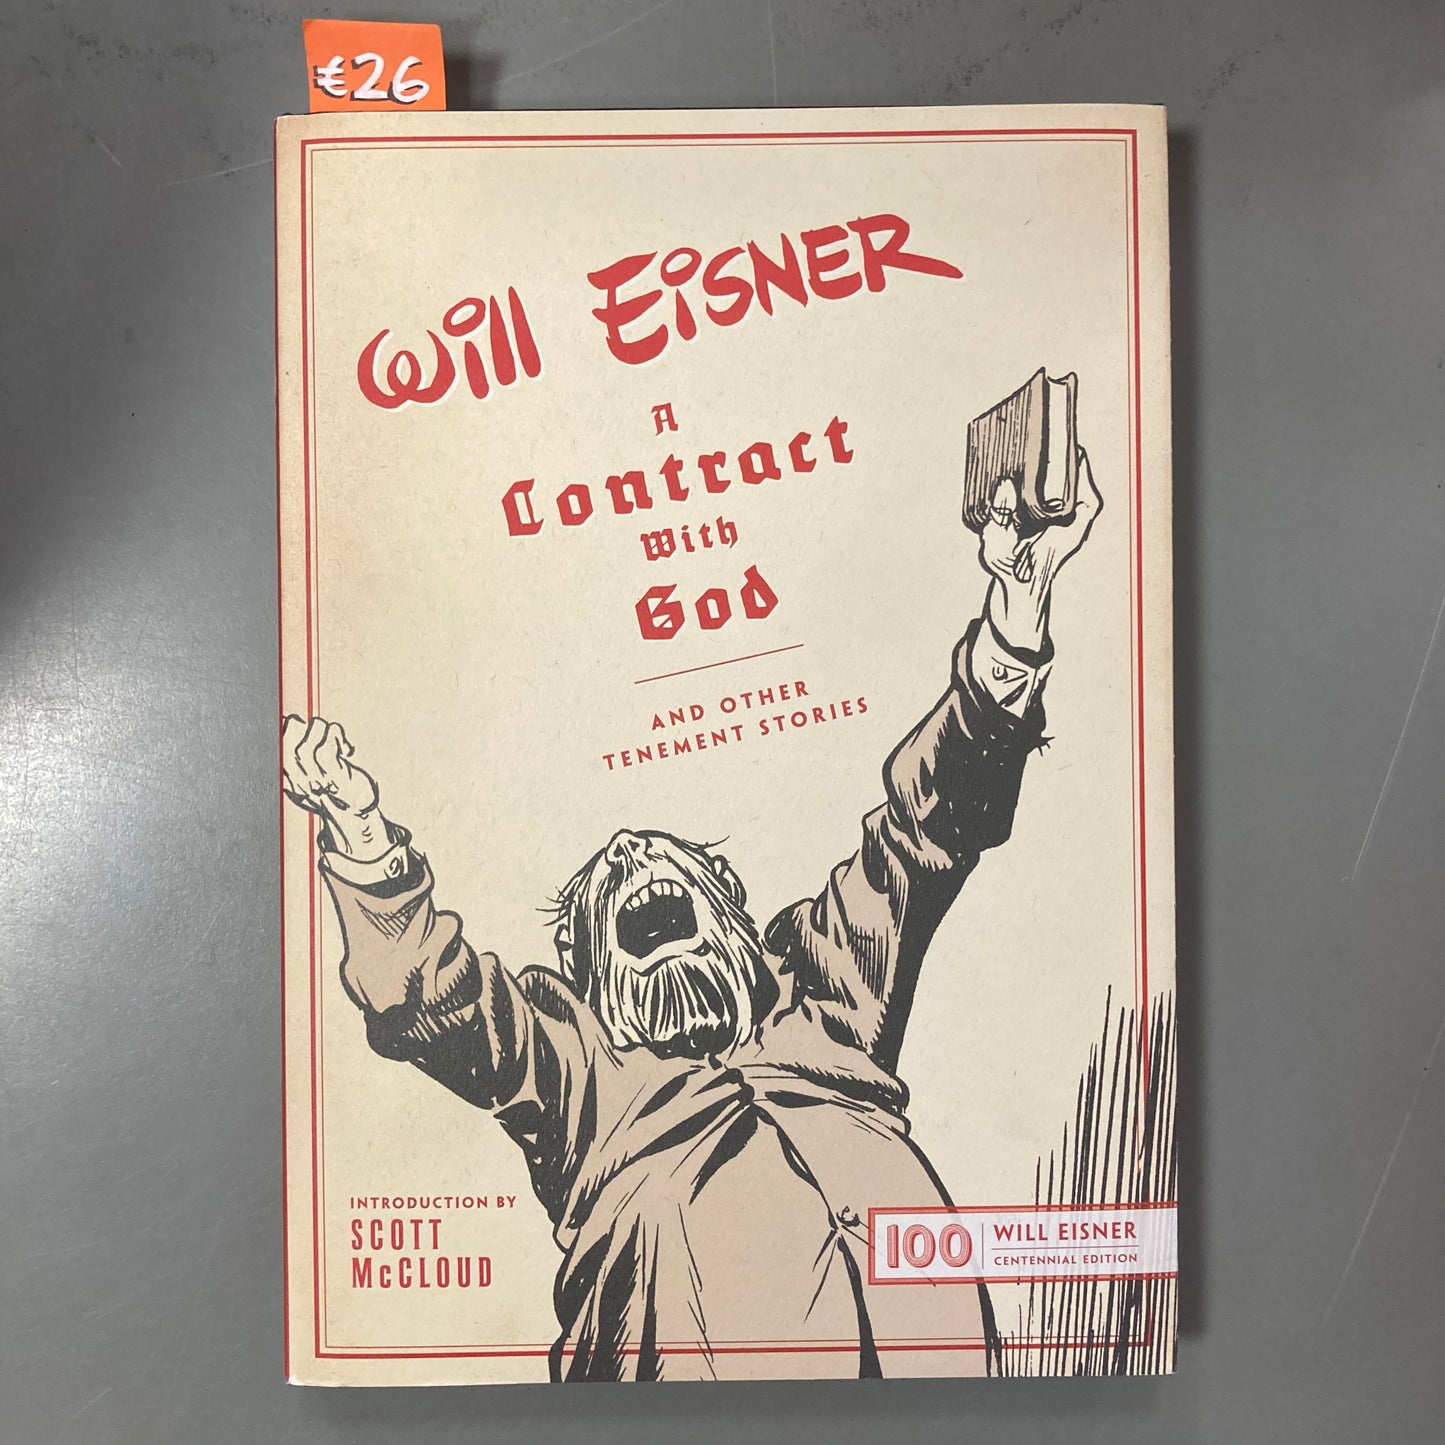 €26
Will EISNER
A
Contract
With
God
AND OTHER
TENEMENT STORIES
INTRODUCTION BY
SCOTT
McCLOUD
100
WILL EISNER
CENTENNIAL EDITION